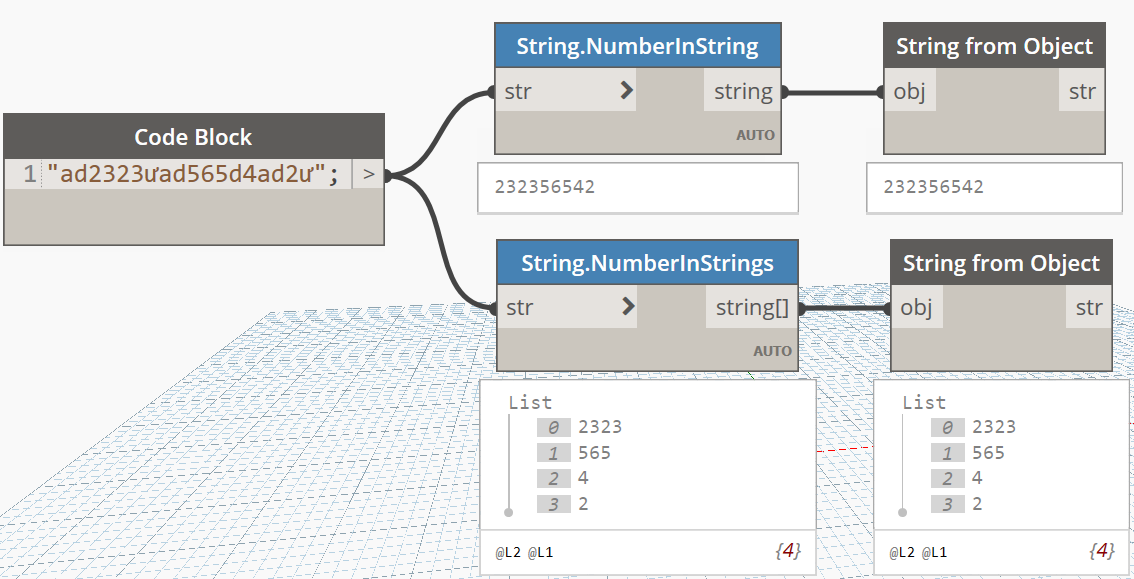 String.NumberInString
String from Object
str > string
obj str
AUTO
Code Block
1 "ad2323ưad565d4ad2ư"; >
232356542
232356542
String.NumberInStrings
String from Object
str > string[]
obj str
AUTO
List
0 2323
1 565
2 4
3 2
@L2 @L1 {4}
List
0 2323
1 565
2 4
3 2
@L2 @L1 {4}